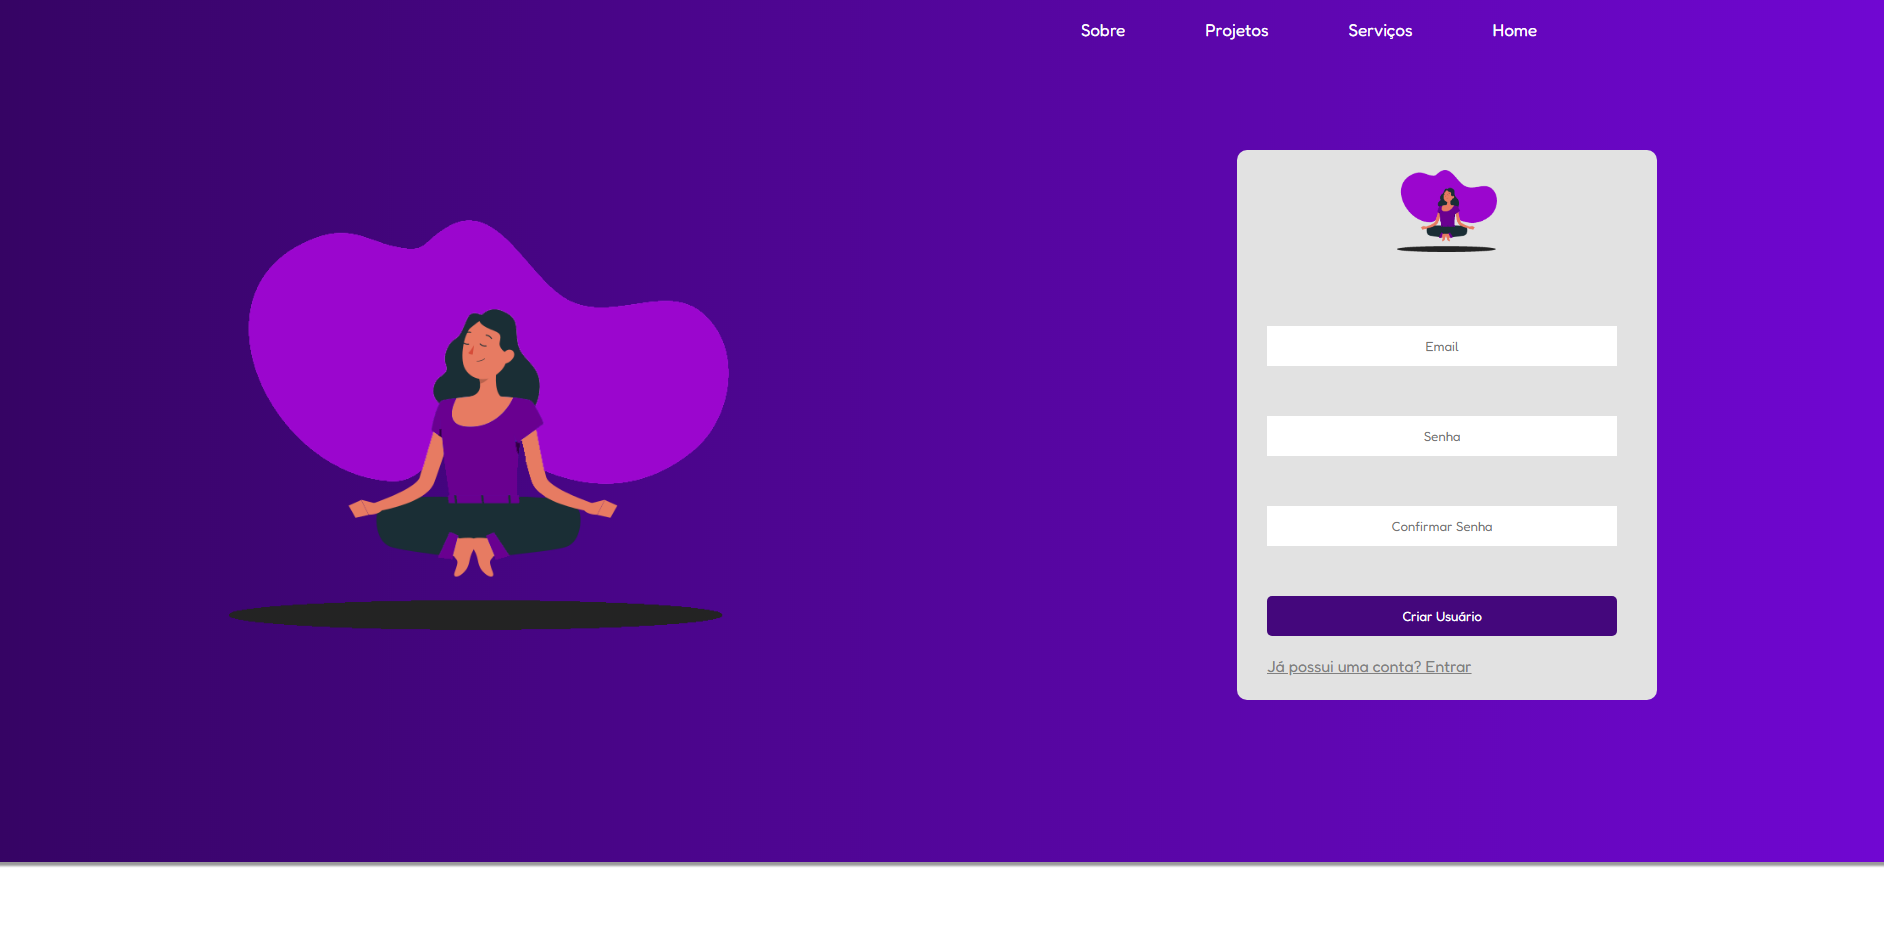 Sobre Projetos Serviços Home
Email
Senha
Confirmar Senha
Criar Usuário
Já possui uma conta? Entrar